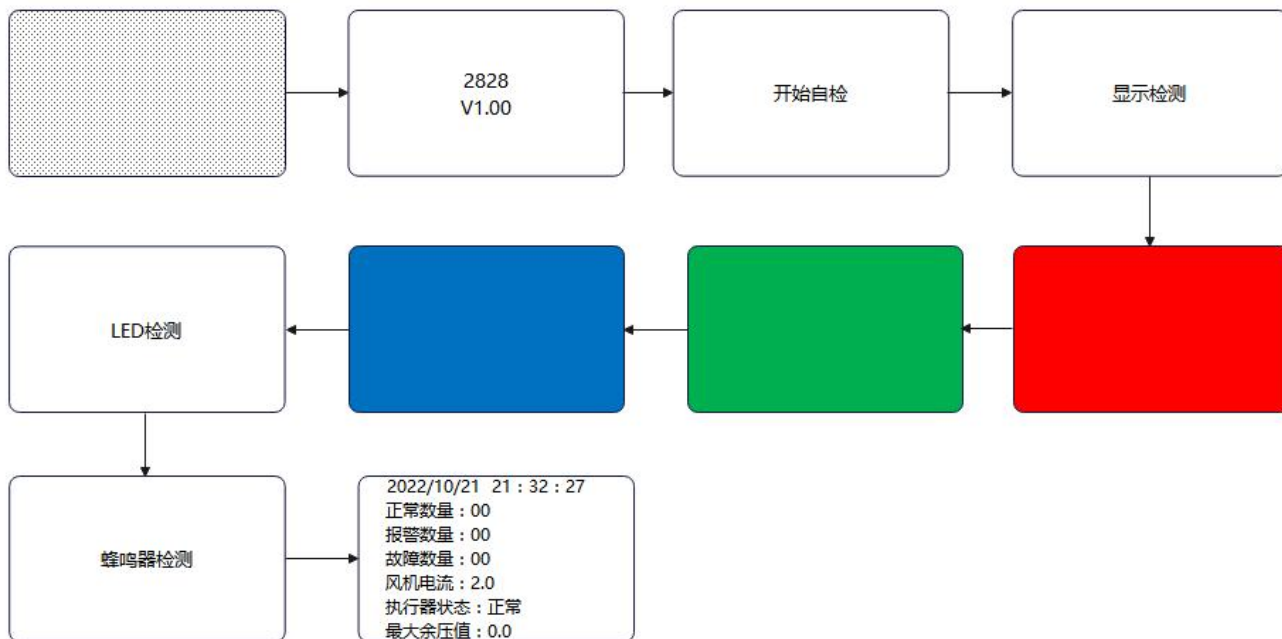 2828
V1.00
开始自检
显示检测
LED检测
蜂鸣器检测
2022/10/21  21：32：27
正常数量：00
报警数量：00
故障数量：00
风机电流：2.0
执行器状态：正常
最大余压值：0.0